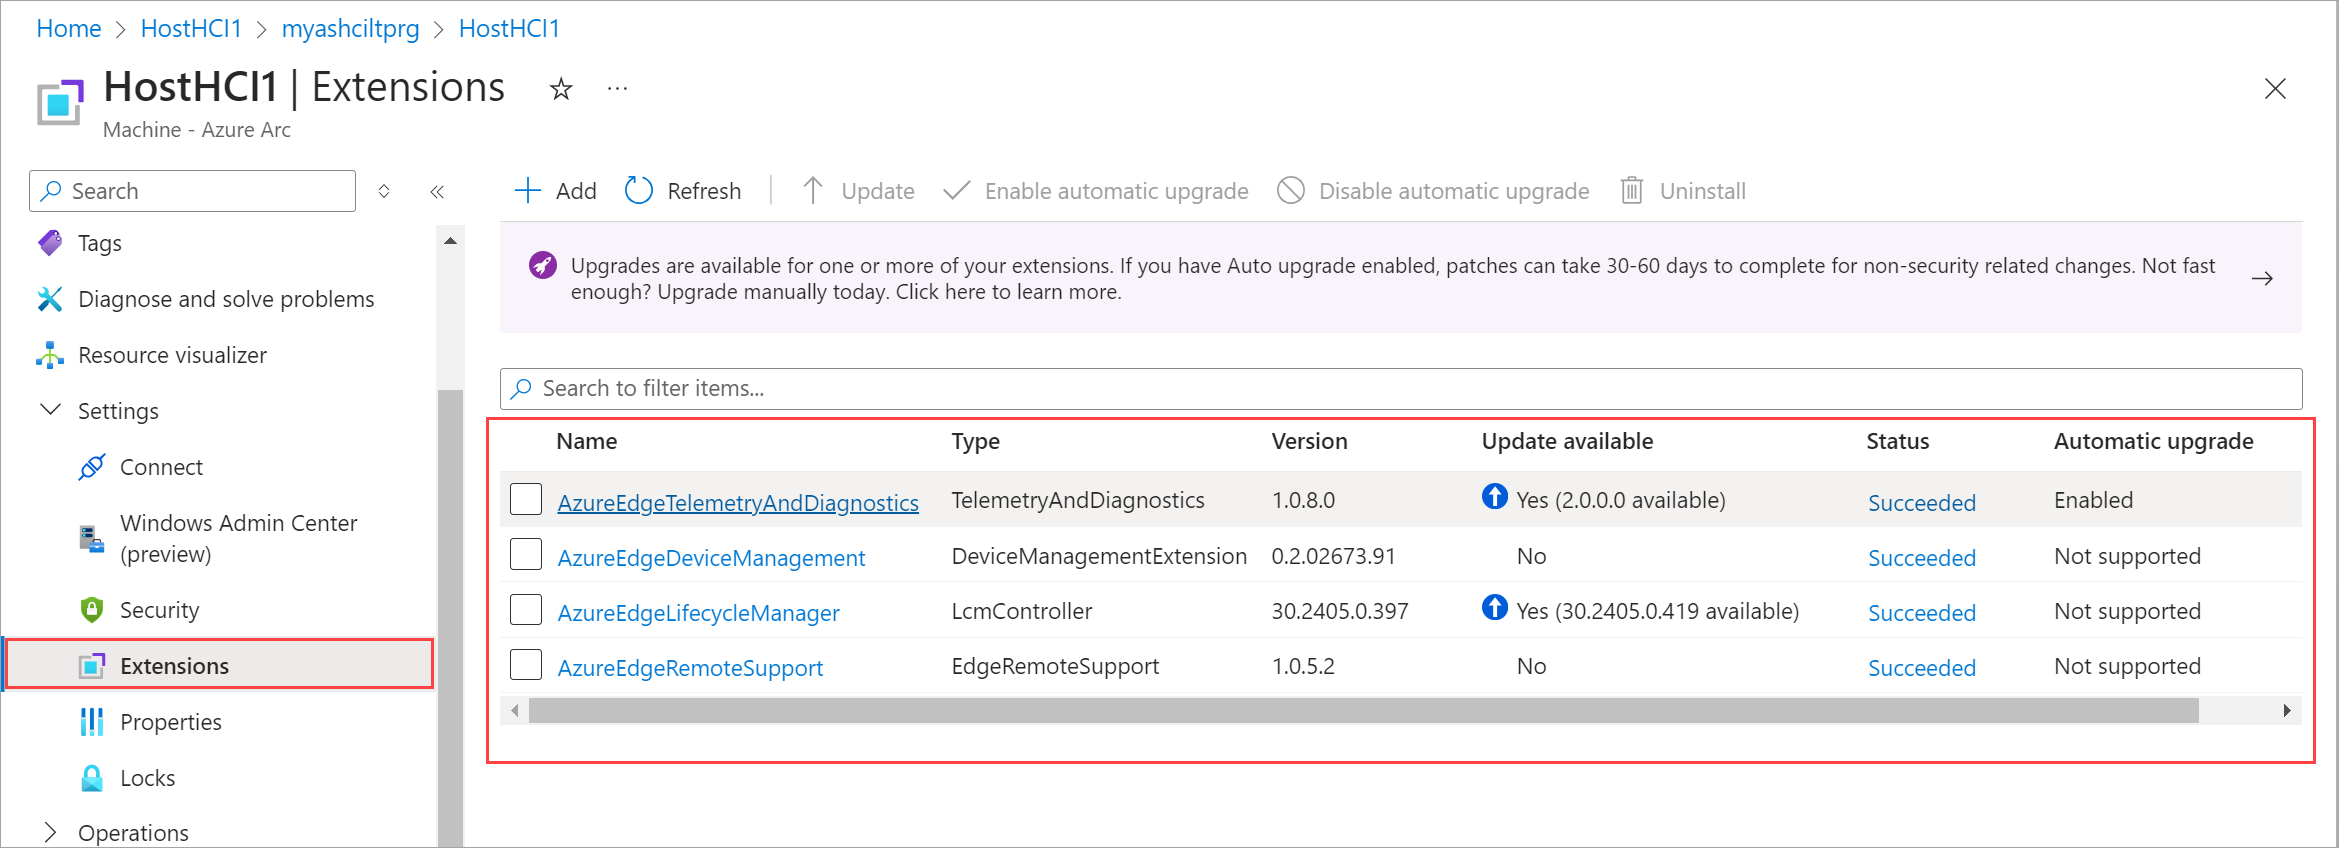 Home > HostHCI1 > myashciltprg > HostHCI1
HostHCI1 | Extensions
Machine - Azure Arc
Search
Add Refresh Update Enable automatic upgrade Disable automatic upgrade Uninstall
Tags
Diagnose and solve problems
Resource visualizer
Settings
Connect
Windows Admin Center
(preview)
Security
Extensions
Properties
Locks
Operations
Upgrades are available for one or more of your extensions. If you have Auto upgrade enabled, patches can take 30-60 days to complete for non-security related changes. Not fast
enough? Upgrade manually today. Click here to learn more.
Search to filter items...
Name Type Version Update available Status Automatic upgrade
AzureEdgeTelemetryAndDiagnostics TelemetryAndDiagnostics 1.0.8.0 Yes (2.0.0.0 available) Succeeded Enabled
AzureEdgeDeviceManagement DeviceManagementExtension 0.2.02673.91 No Succeeded Not supported
AzureEdgeLifecycleManager LcmController 30.2405.0.397 Yes (30.2405.0.419 available) Succeeded Not supported
AzureEdgeRemoteSupport EdgeRemoteSupport 1.0.5.2 No Succeeded Not supported